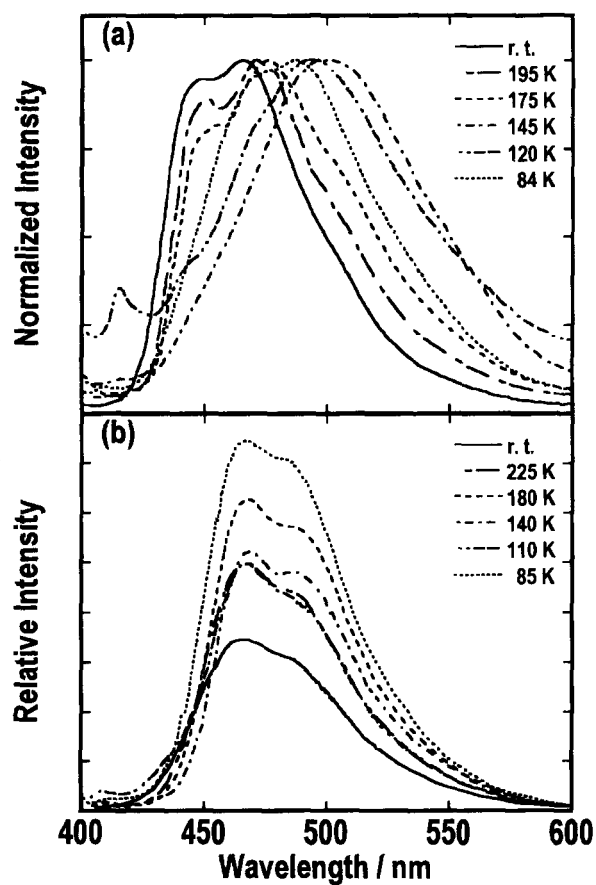 (a)
r. t.
195 K
175 K
145 K
120 K
84 K
Normalized Intensity
(b)
r. t.
225 K
180 K
140 K
110 K
85 K
Relative Intensity
400 450 500 550 600
Wavelength / nm